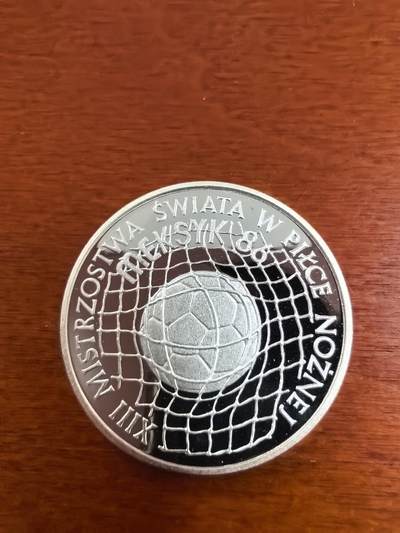 XIII MISTRZOSTWA ŚWIATA W PIŁCE NOŻNEJ
MEKSYK'86